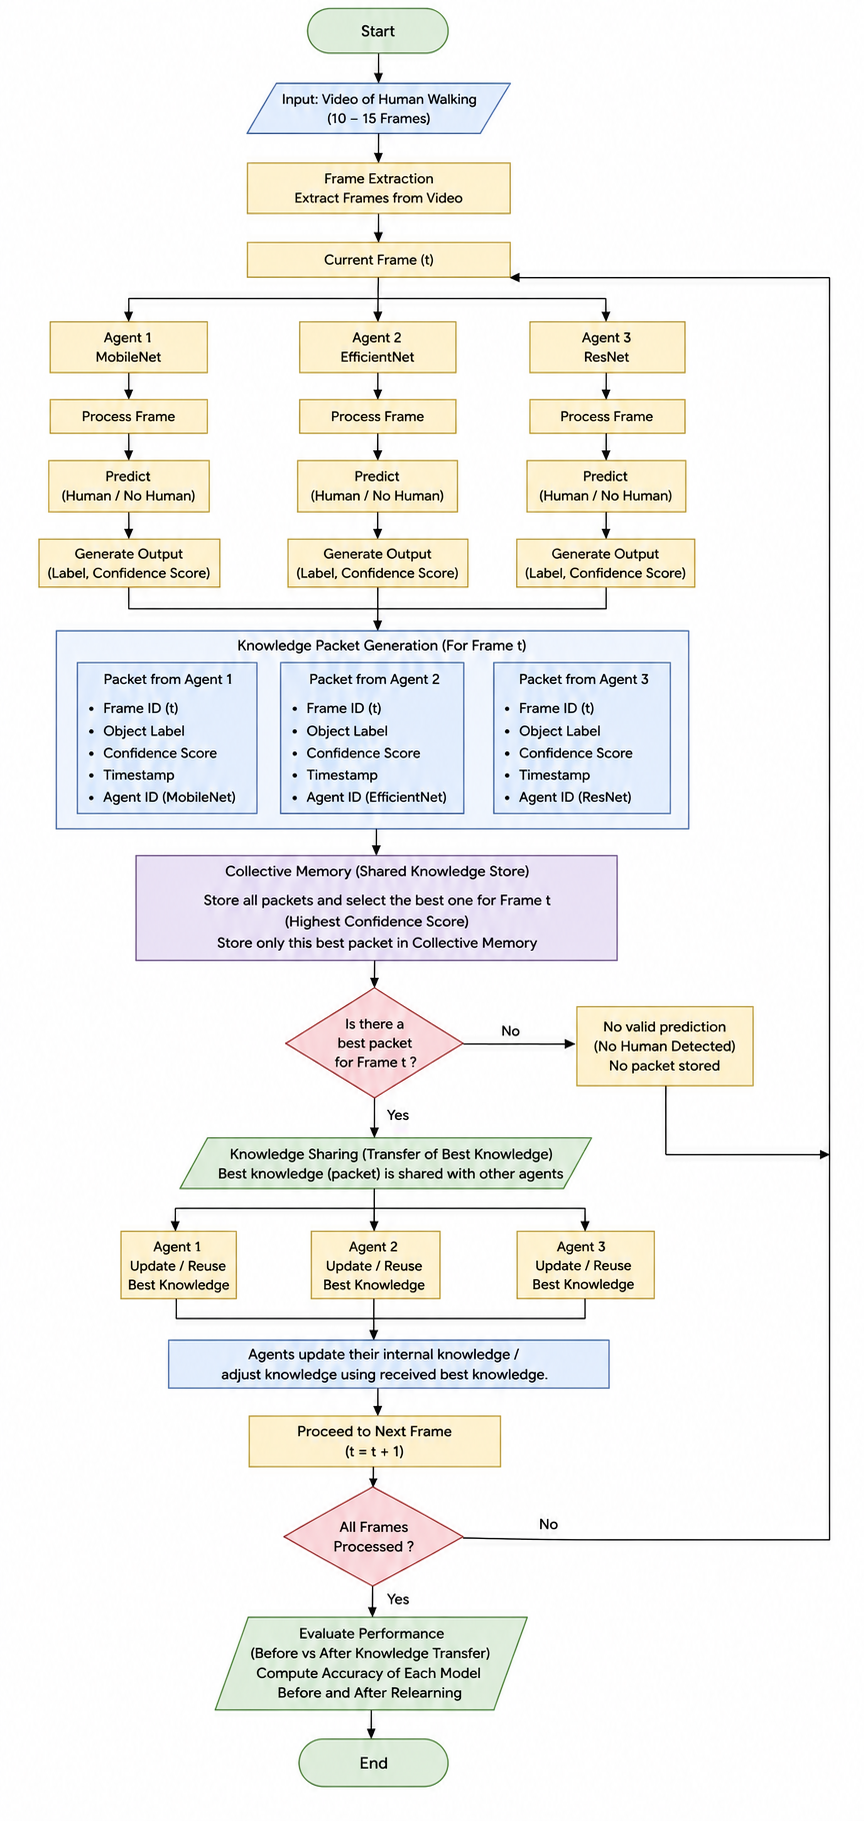 Start
Input: Video of Human Walking
(10 – 15 Frames)
Frame Extraction
Extract Frames from Video
Current Frame (t)
Agent 1
MobileNet
Agent 2
EfficientNet
Agent 3
ResNet
Process Frame
Process Frame
Process Frame
Predict
(Human / No Human)
Predict
(Human / No Human)
Predict
(Human / No Human)
Generate Output
(Label, Confidence Score)
Generate Output
(Label, Confidence Score)
Generate Output
(Label, Confidence Score)
Knowledge Packet Generation (For Frame t)
Packet from Agent 1
• Frame ID (t)
• Object Label
• Confidence Score
• Timestamp
• Agent ID (MobileNet)
Packet from Agent 2
• Frame ID (t)
• Object Label
• Confidence Score
• Timestamp
• Agent ID (EfficientNet)
Packet from Agent 3
• Frame ID (t)
• Object Label
• Confidence Score
• Timestamp
• Agent ID (ResNet)
Collective Memory (Shared Knowledge Store)
Store all packets and select the best one for Frame t
(Highest Confidence Score)
Store only this best packet in Collective Memory
Is there a
best packet
for Frame t ?
No
No valid prediction
(No Human Detected)
No packet stored
Yes
Knowledge Sharing (Transfer of Best Knowledge)
Best knowledge (packet) is shared with other agents
Agent 1
Update / Reuse
Best Knowledge
Agent 2
Update / Reuse
Best Knowledge
Agent 3
Update / Reuse
Best Knowledge
Agents update their internal knowledge /
adjust knowledge using received best knowledge.
Proceed to Next Frame
(t = t + 1)
All Frames
Processed ?
No
Yes
Evaluate Performance
(Before vs After Knowledge Transfer)
Compute Accuracy of Each Model
Before and After Relearning
End